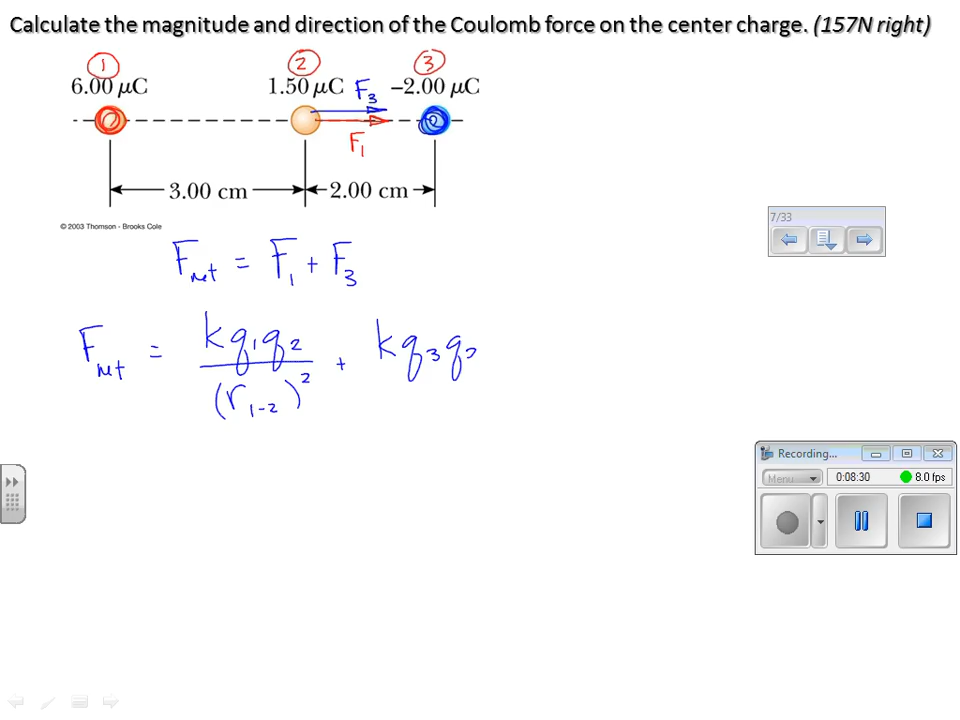 Calculate the magnitude and direction of the Coulomb force on the center charge. (157N right)
1 2 3
6.00 μC 1.50 μC F₃ −2.00 μC
F₁
3.00 cm 2.00 cm
© 2003 Thomson - Brooks Cole
7/33
F_net = F₁ + F₃
F_net = kq₁q₂/(r₁₋₂)² + kq₃q₂
Recording...
Menu 0:08:30 8.0 fps